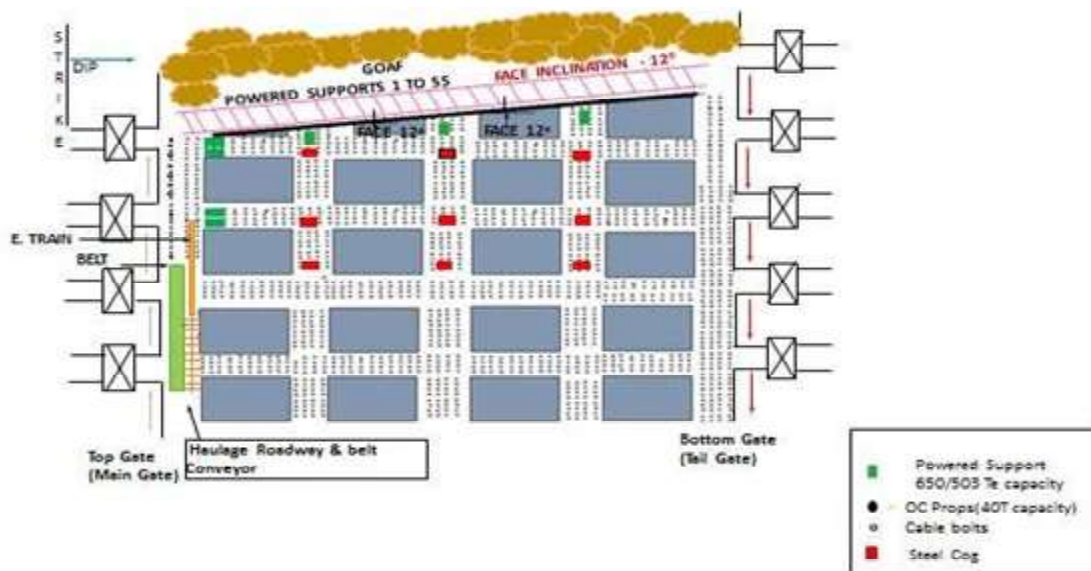 STRIKE
DIP
GOAF
FACE INCLINATION - 12°
POWERED SUPPORTS 1 TO 55
FACE 12°
FACE 12°
E. TRAIN
BELT
Top Gate
(Main Gate)
Haulage Roadway & belt
Conveyor
Bottom Gate
(Tail Gate)
Powered Support
650/503 Te capacity
OC Props(40T capacity)
Cable bolts
Steel Cog